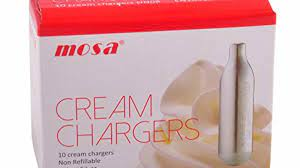 mosa®
CREAM
CHARGERS
10 cream chargers
Non Refillable